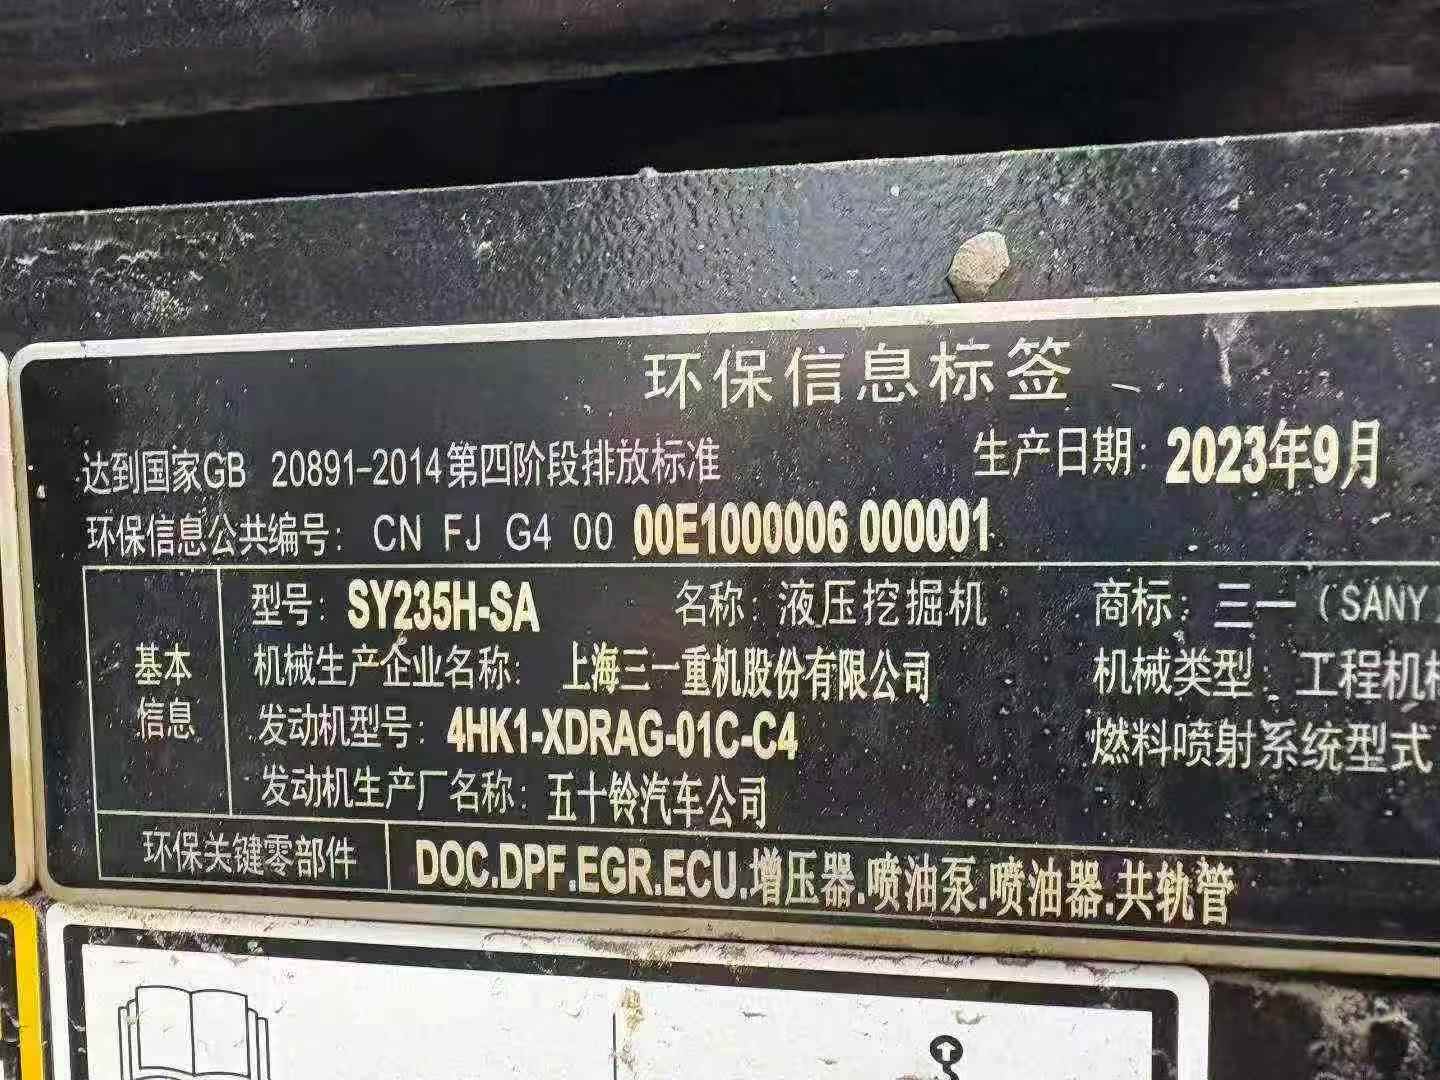 环保信息标签
达到国家GB 20891-2014第四阶段排放标准 生产日期: 2023年9月
环保信息公共编号: CN FJ G4 00 00E1000006 000001
型号: SY235H-SA 名称: 液压挖掘机 商标: 三一(SANY
基本信息
机械生产企业名称: 上海三一重机股份有限公司 机械类型: 工程机械
发动机型号: 4HK1-XDRAG-01C-C4 燃料喷射系统型式
发动机生产厂名称: 五十铃汽车公司
环保关键零部件 DOC.DPF.EGR.ECU.增压器.喷油泵.喷油器.共轨管